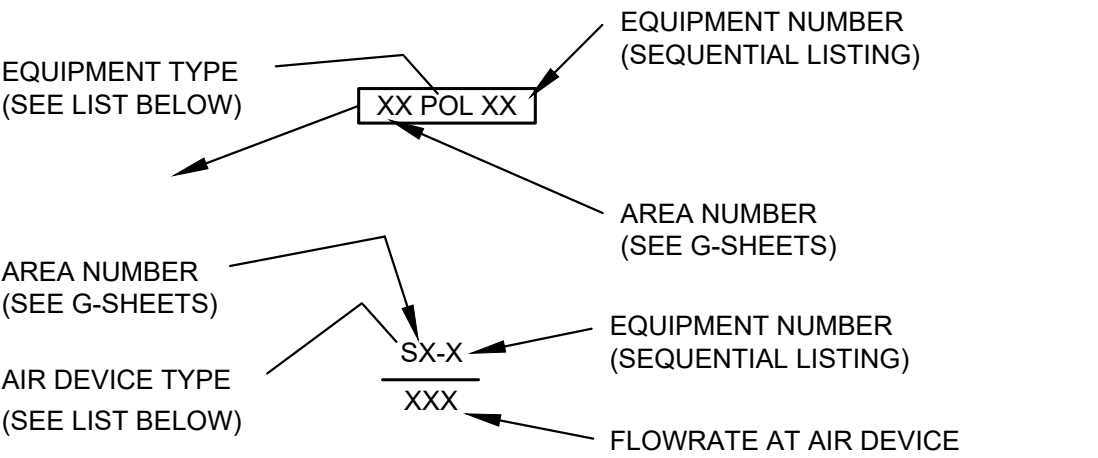 EQUIPMENT NUMBER
(SEQUENTIAL LISTING)
EQUIPMENT TYPE
(SEE LIST BELOW)
XX POL XX
AREA NUMBER
(SEE G-SHEETS)
AREA NUMBER
(SEE G-SHEETS)
EQUIPMENT NUMBER
(SEQUENTIAL LISTING)
SX-X
AIR DEVICE TYPE
(SEE LIST BELOW)
XXX
FLOWRATE AT AIR DEVICE